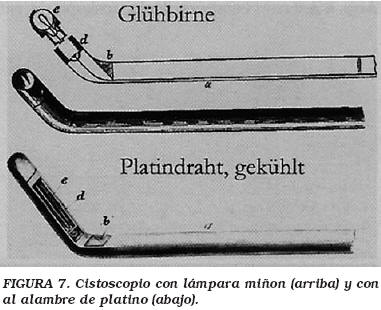 Glühbirne
e
d
b
a
Platindraht, gekühlt
e
d
b
a
FIGURA 7. Cistoscopio con lámpara miñon (arriba) y con
al alambre de platino (abajo).